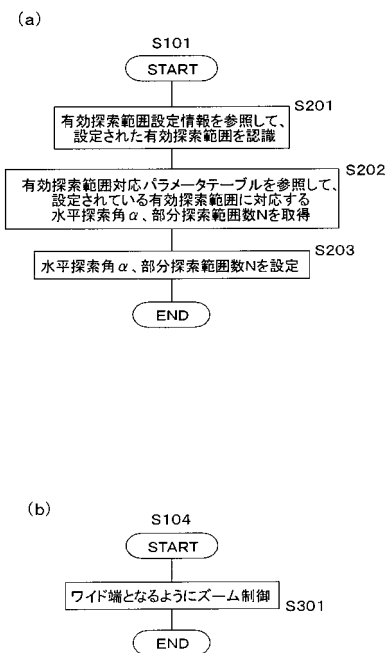 (a)
S101
START
S201
有効探索範囲設定情報を参照して、
設定された有効探索範囲を認識
S202
有効探索範囲対応パラメータテーブルを参照して、
設定されている有効探索範囲に対応する
水平探索角α、部分探索範囲数Nを取得
S203
水平探索角α、部分探索範囲数Nを設定
END
(b)
S104
START
ワイド端となるようにズーム制御
S301
END